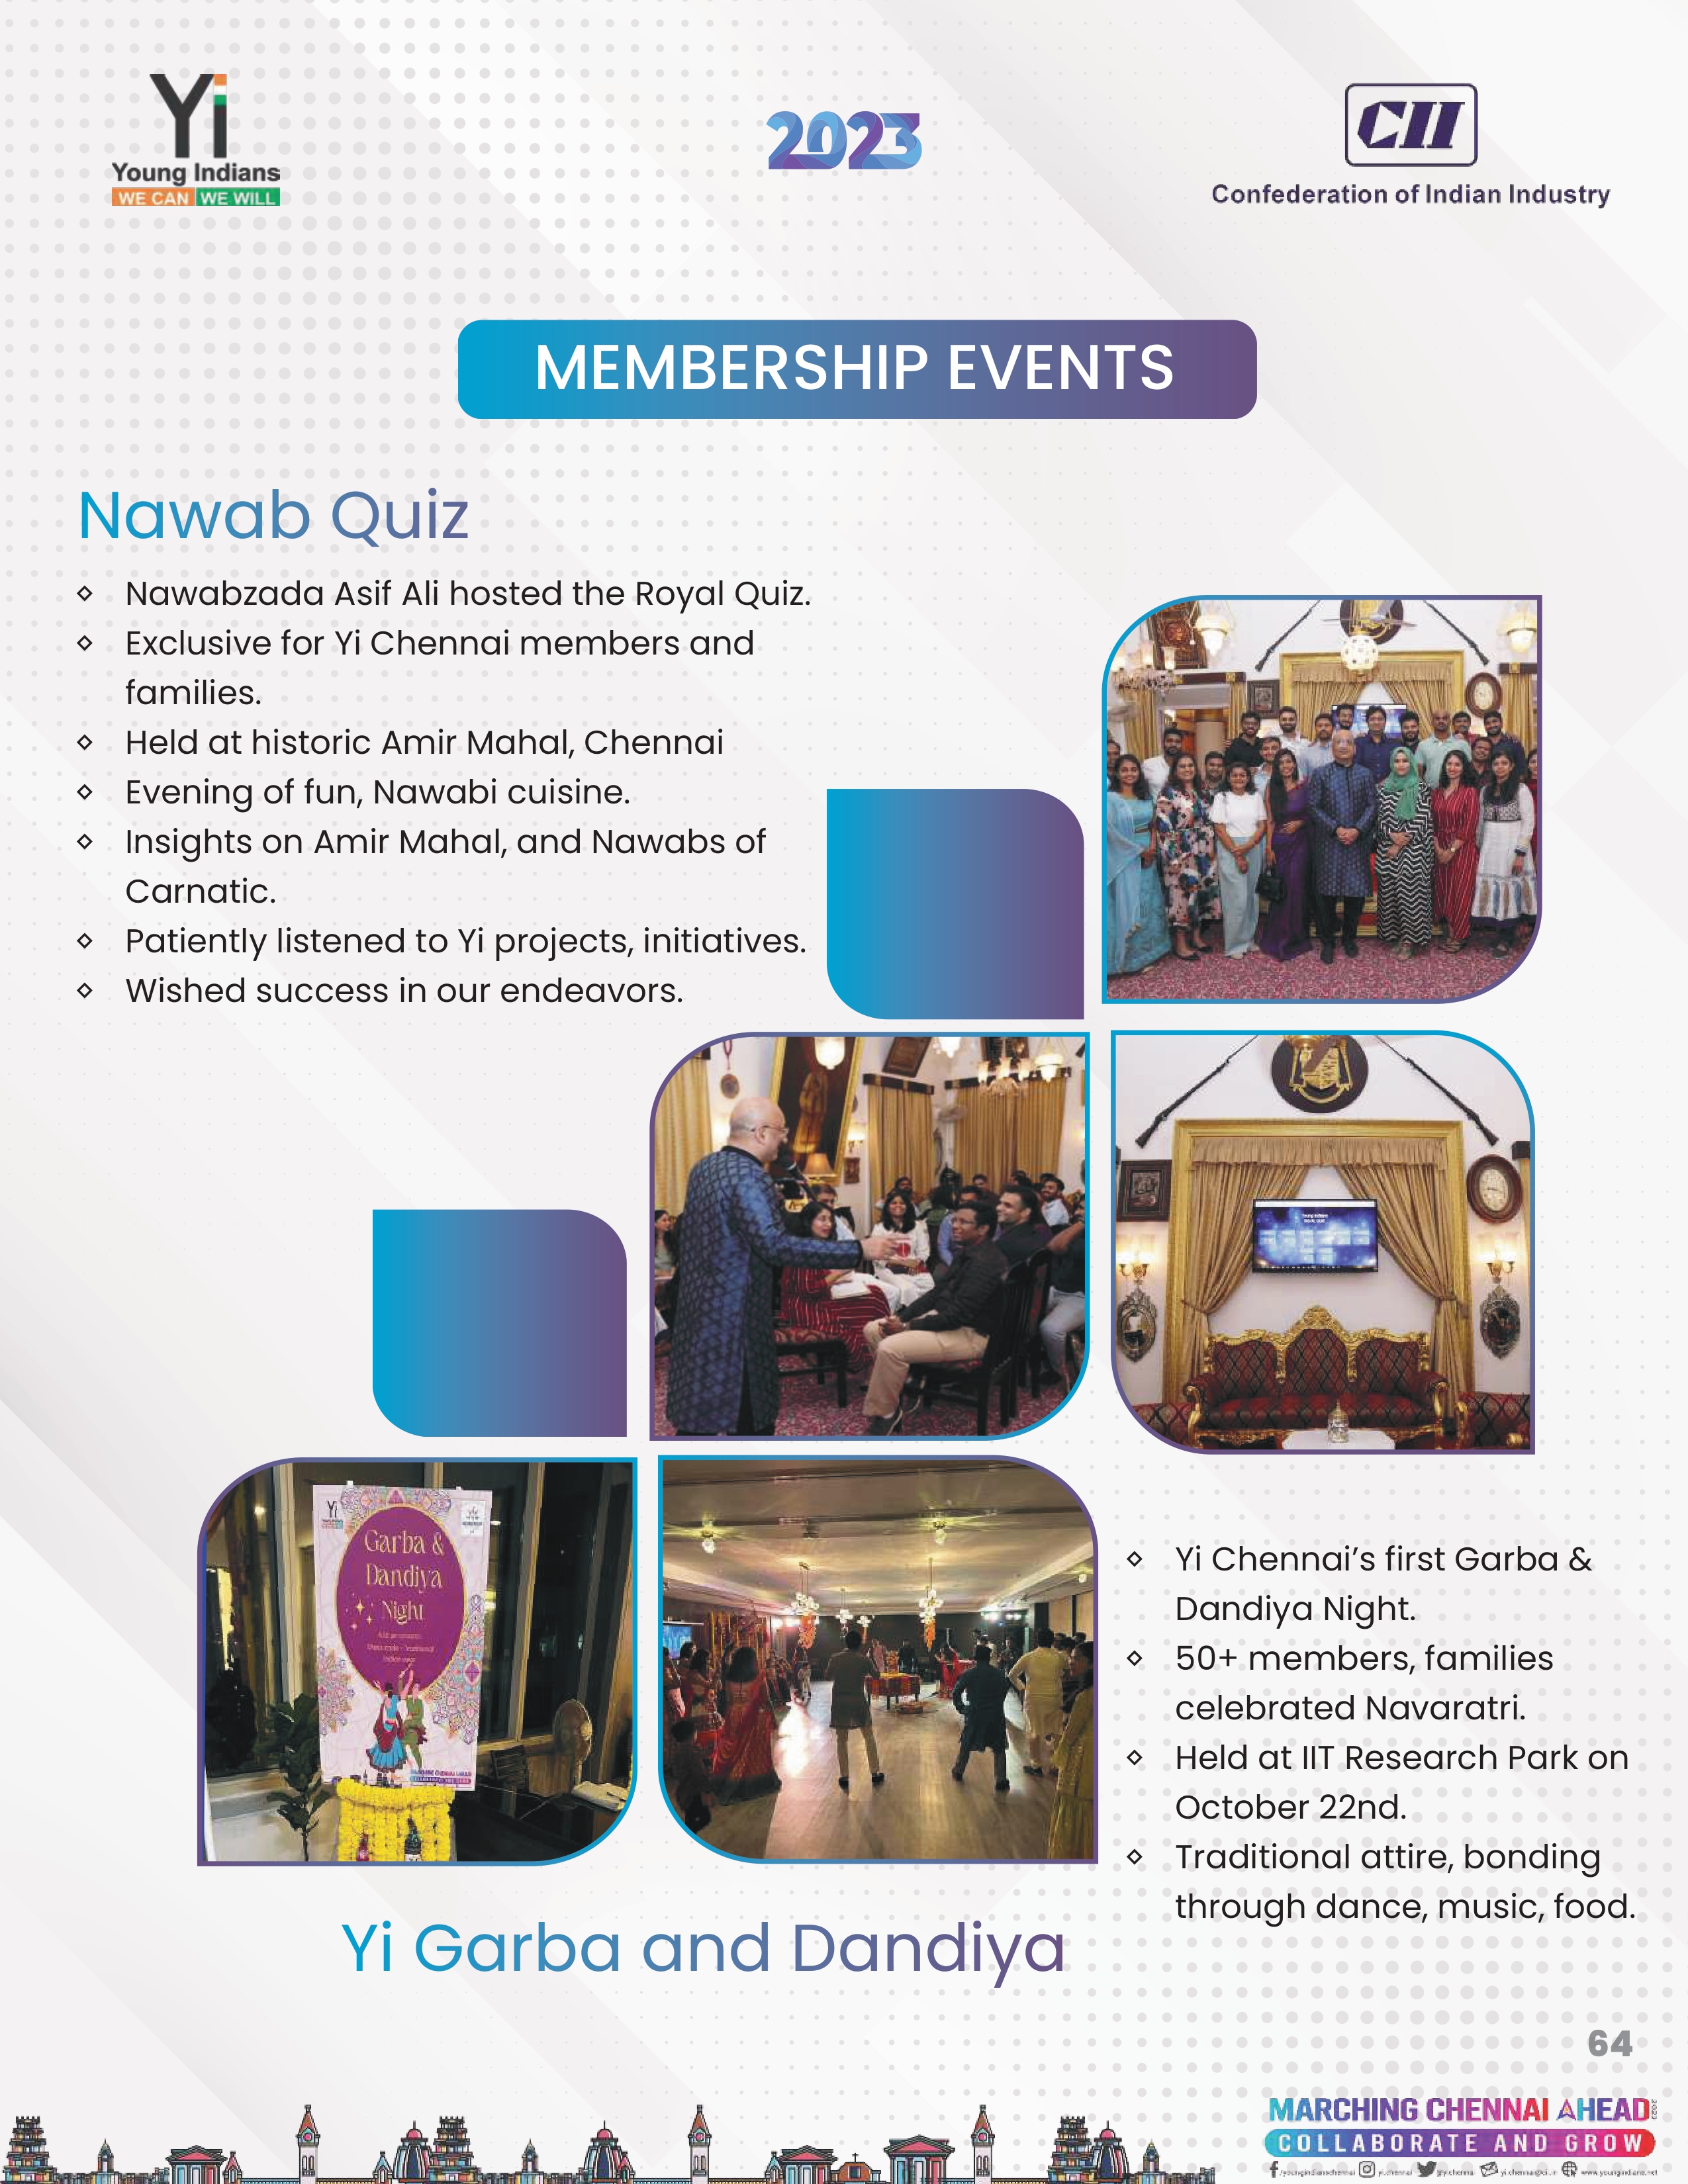 Yi
Young Indians
WE CAN WE WILL
2023
CII
Confederation of Indian Industry
MEMBERSHIP EVENTS
Nawab Quiz
Nawabzada Asif Ali hosted the Royal Quiz.
Exclusive for Yi Chennai members and
families.
Held at historic Amir Mahal, Chennai
Evening of fun, Nawabi cuisine.
Insights on Amir Mahal, and Nawabs of
Carnatic.
Patiently listened to Yi projects, initiatives.
Wished success in our endeavors.
Yi
Garba &
Dandiya
Night
Yi Chennai’s first Garba &
Dandiya Night.
50+ members, families
celebrated Navaratri.
Held at IIT Research Park on
October 22nd.
Traditional attire, bonding
through dance, music, food.
Yi Garba and Dandiya
64
MARCHING CHENNAI AHEAD 2023
COLLABORATE AND GROW